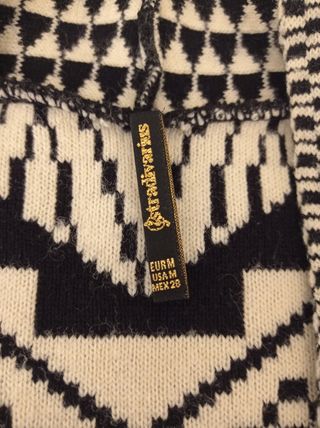 Stradivarius
EUR M
USA M
MEX 28